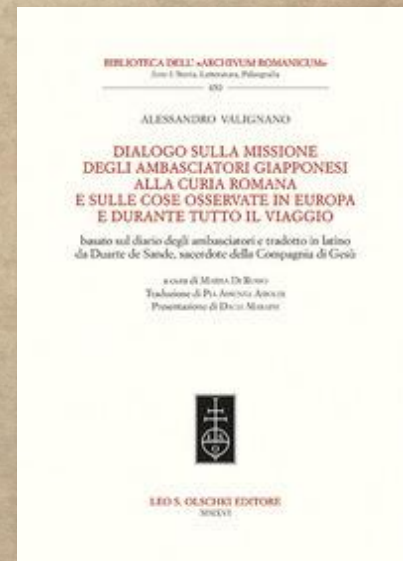 BIBLIOTECA DELL' «ARCHIVUM ROMANICUM»
Serie I: Storia, Letteratura, Paleografia
450
ALESSANDRO VALIGNANO
DIALOGO SULLA MISSIONE
DEGLI AMBASCIATORI GIAPPONESI
ALLA CURIA ROMANA
E SULLE COSE OSSERVATE IN EUROPA
E DURANTE TUTTO IL VIAGGIO
basato sul diario degli ambasciatori e tradotto in latino
da Duarte de Sande, sacerdote della Compagnia di Gesù
a cura di MARISA DI RUSSO
Traduzione di PIA ASSUNTA AIROLDI
Presentazione di DACIA MARAINI
LEO S. OLSCHKI EDITORE
MMXVI